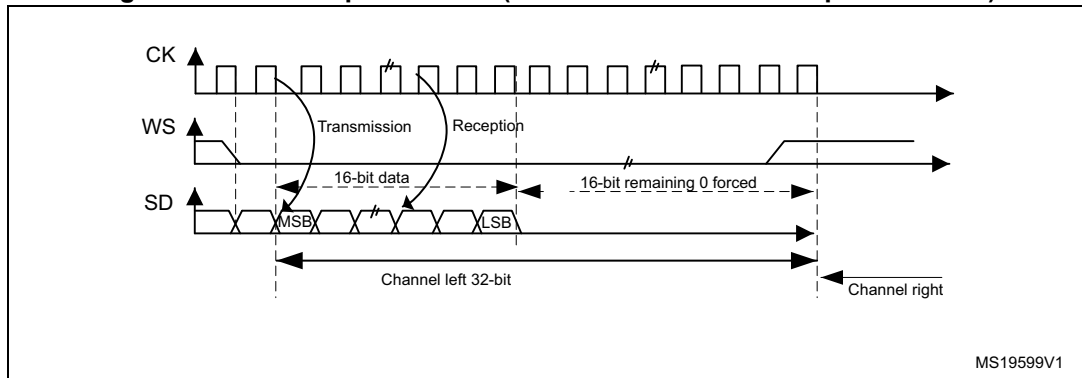 CK
Transmission
Reception
WS
16-bit data
16-bit remaining 0 forced
SD
MSB
LSB
Channel left 32-bit
Channel right
MS19599V1